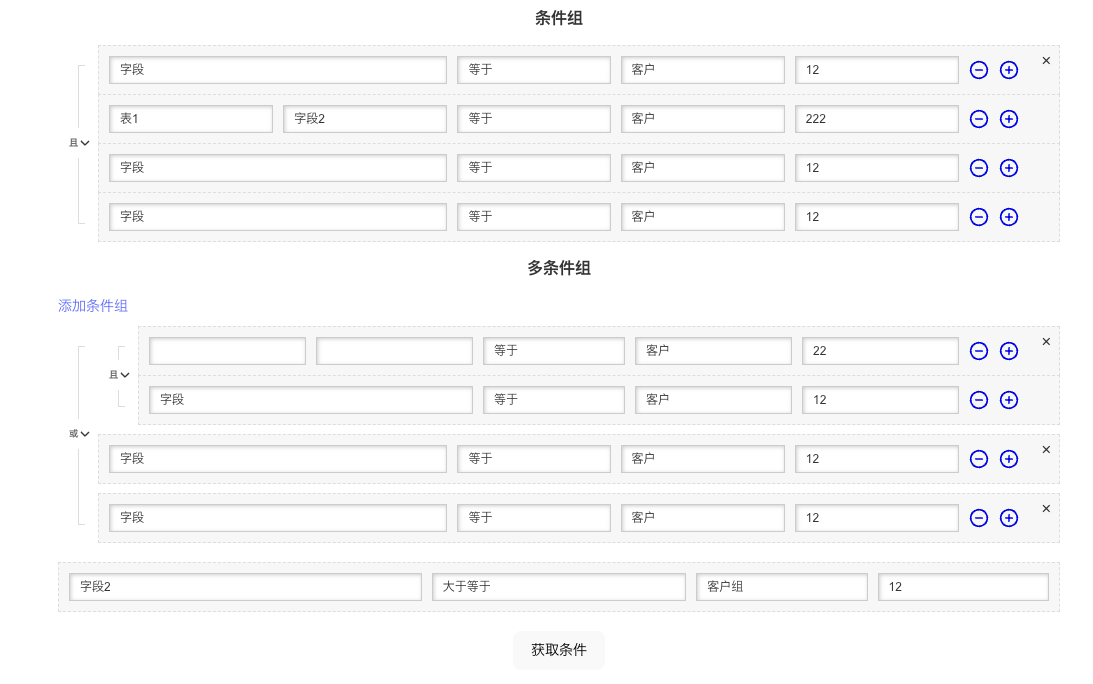 条件组
字段 等于 客户 12 ×
表1 字段2 等于 客户 222
且
字段 等于 客户 12
字段 等于 客户 12
多条件组
添加条件组
等于 客户 22 ×
且
字段 等于 客户 12
或
字段 等于 客户 12 ×
字段 等于 客户 12 ×
字段2 大于等于 客户组 12
获取条件